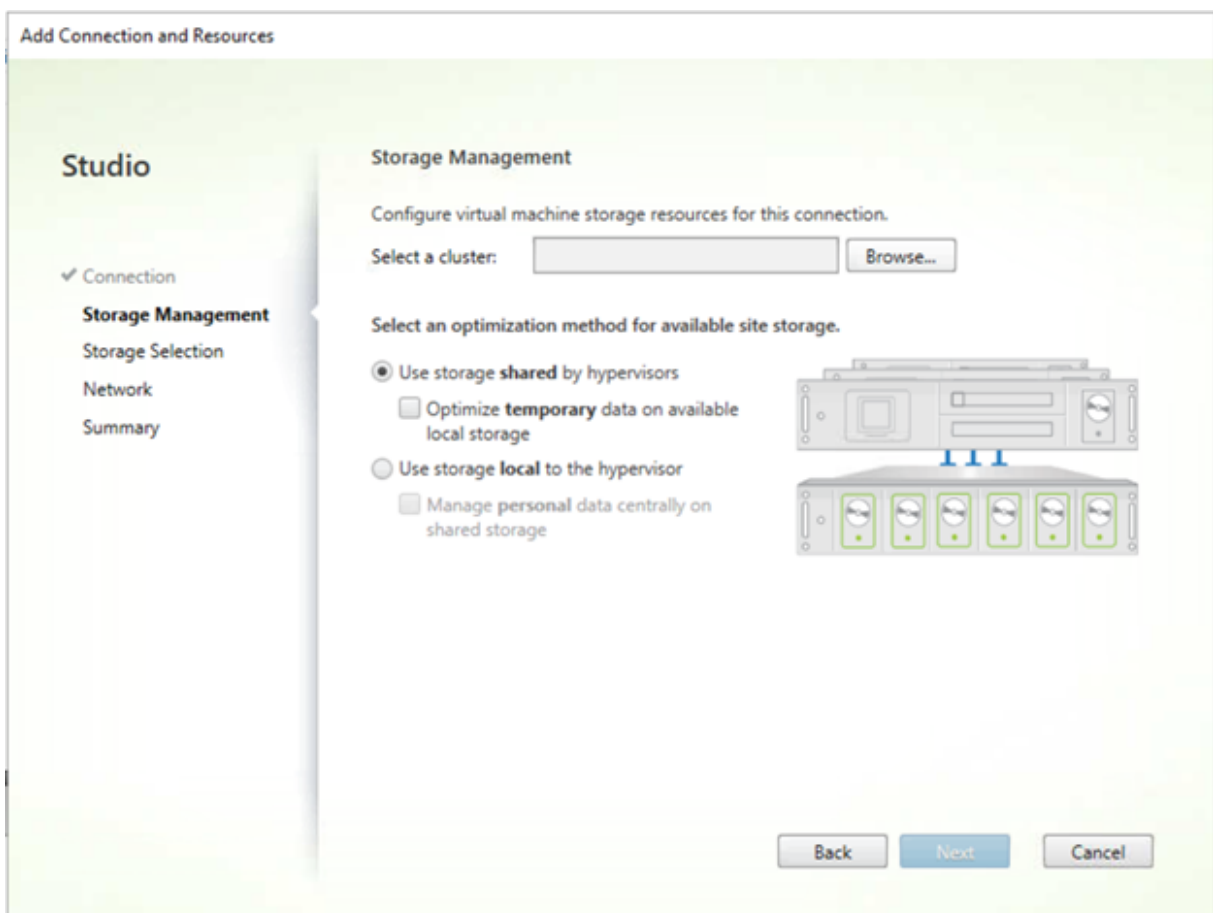 Add Connection and Resources
Studio
Connection
Storage Management
Storage Selection
Network
Summary
Storage Management
Configure virtual machine storage resources for this connection.
Select a cluster:
Browse...
Select an optimization method for available site storage.
Use storage shared by hypervisors
Optimize temporary data on available
local storage
Use storage local to the hypervisor
Manage personal data centrally on
shared storage
Back
Next
Cancel